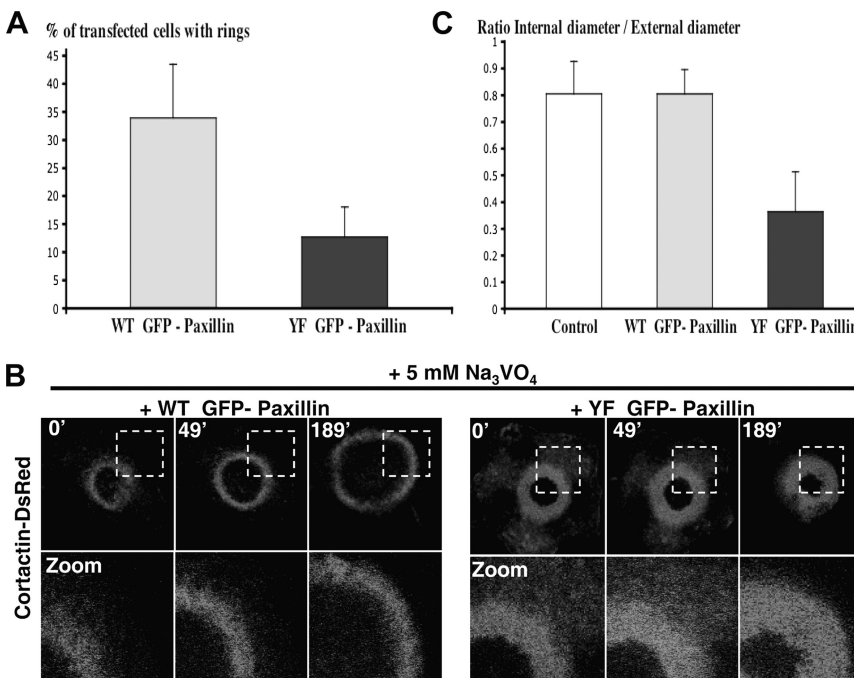 A
% of transfected cells with rings
45
40
35
30
25
20
15
10
5
0
WT GFP - Paxillin YF GFP - Paxillin
C
Ratio Internal diameter / External diameter
1
0.9
0.8
0.7
0.6
0.5
0.4
0.3
0.2
0.1
0
Control WT GFP- Paxillin YF GFP- Paxillin
B
+ 5 mM Na₃VO₄
+ WT GFP- Paxillin + YF GFP- Paxillin
0' 49' 189' 0' 49' 189'
Cortactin-DsRed
Zoom Zoom